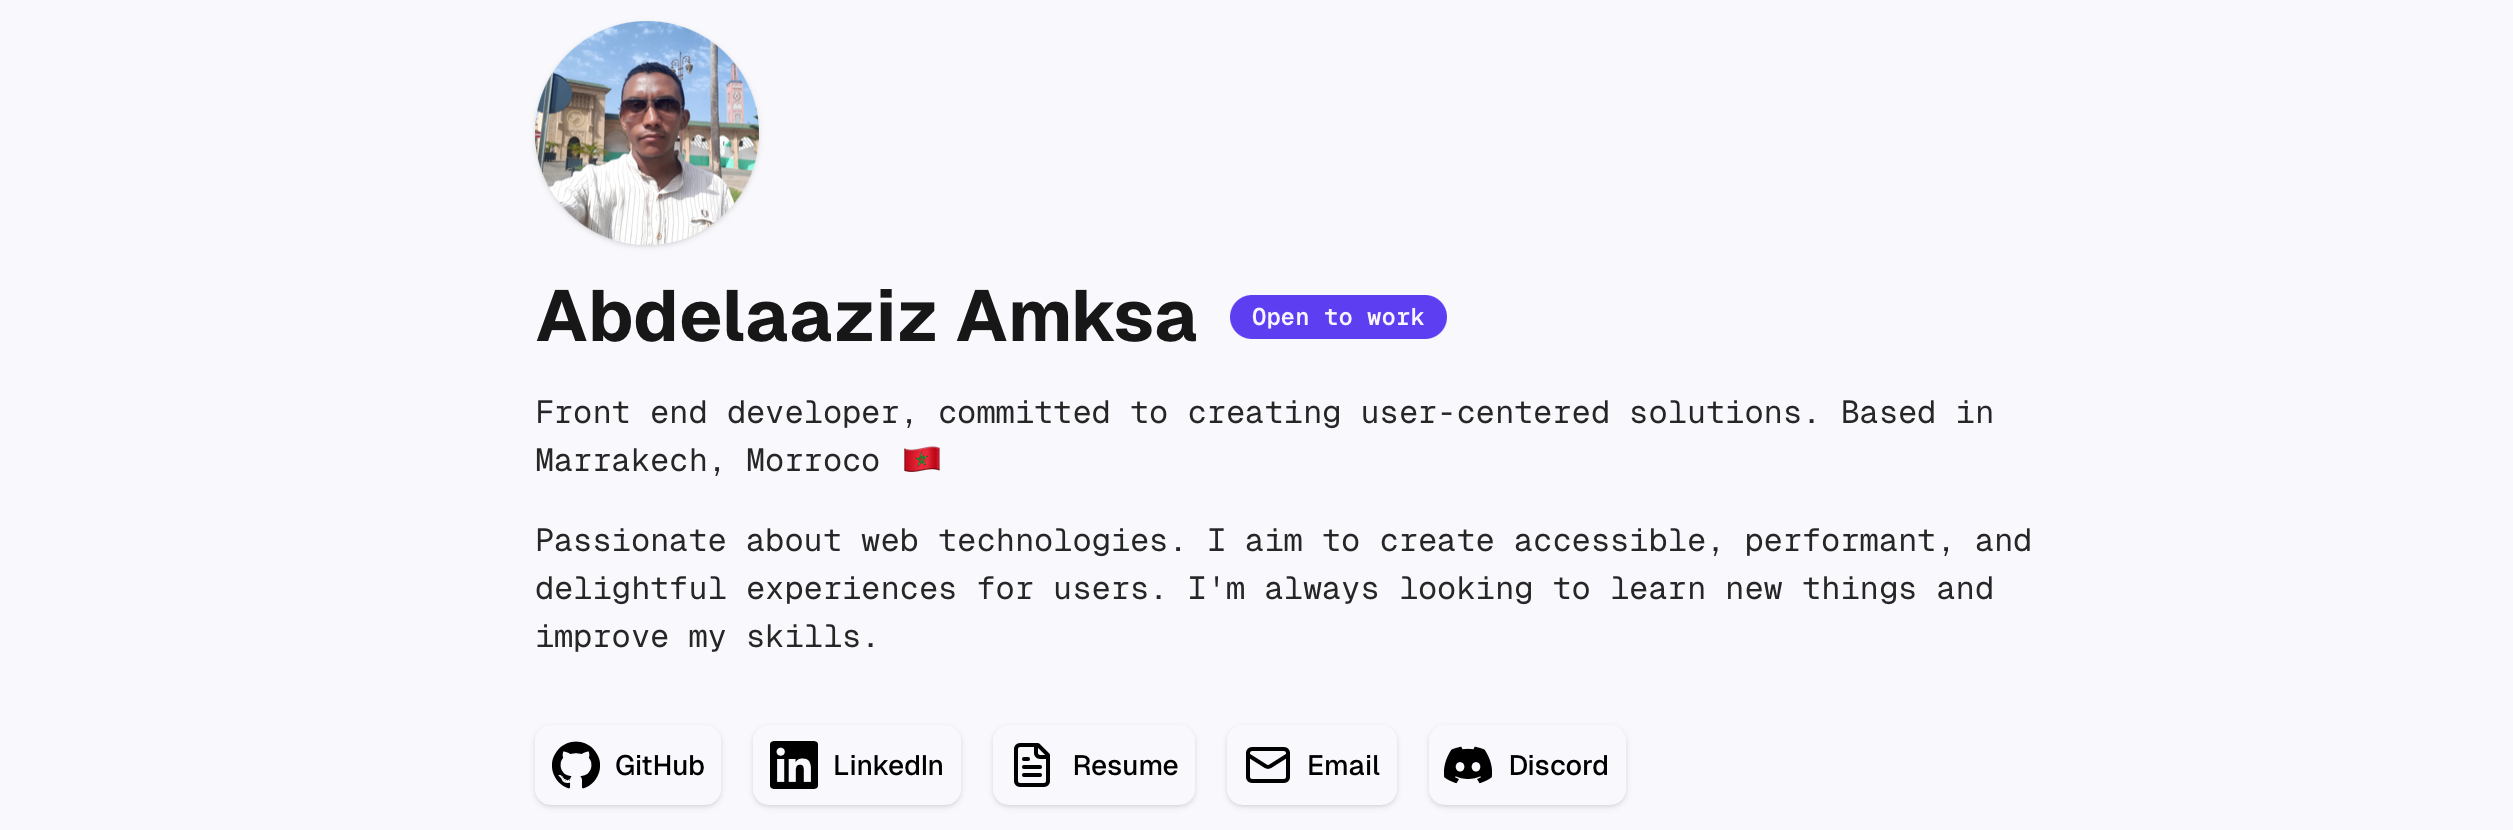 Abdelaaziz Amksa
Open to work
Front end developer, committed to creating user-centered solutions. Based in
Marrakech, Morroco 🇲🇦
Passionate about web technologies. I aim to create accessible, performant, and
delightful experiences for users. I'm always looking to learn new things and
improve my skills.
GitHub
LinkedIn
Resume
Email
Discord